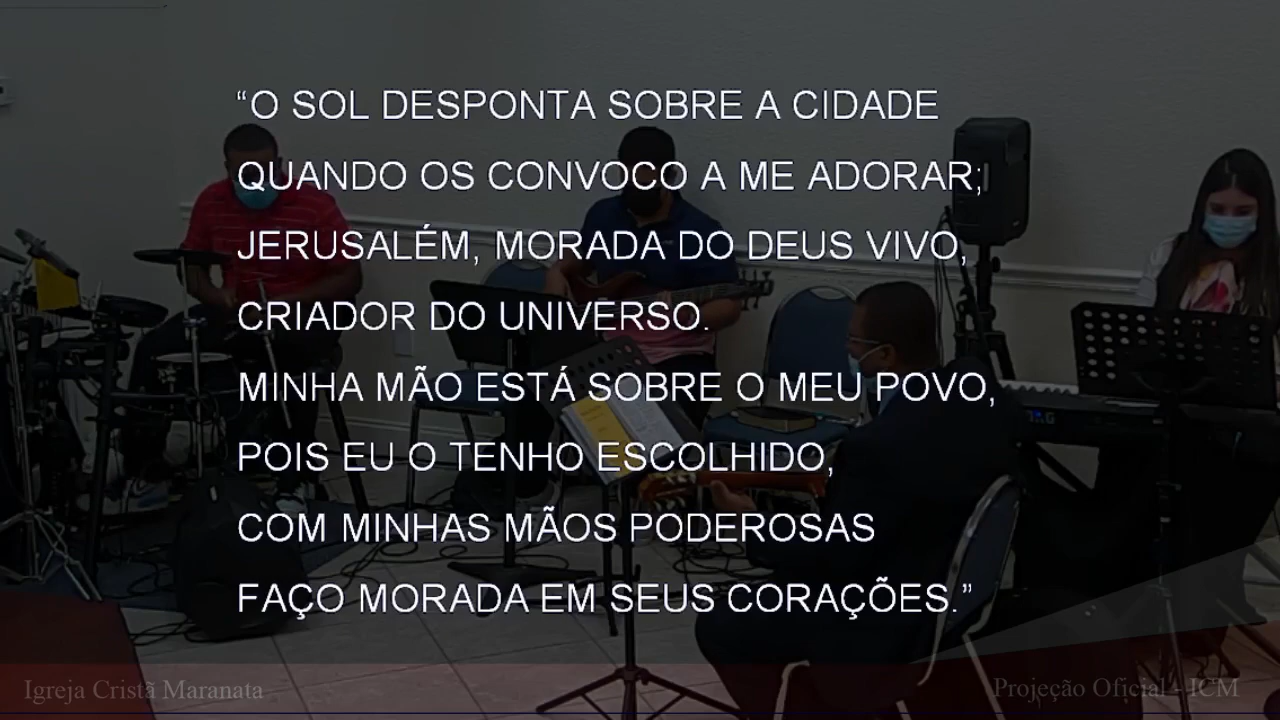 “O SOL DESPONTA SOBRE A CIDADE
QUANDO OS CONVOCO A ME ADORAR;
JERUSALÉM, MORADA DO DEUS VIVO,
CRIADOR DO UNIVERSO.
MINHA MÃO ESTÁ SOBRE O MEU POVO,
POIS EU O TENHO ESCOLHIDO,
COM MINHAS MÃOS PODEROSAS
FAÇO MORADA EM SEUS CORAÇÕES.”
Igreja Cristã Maranata
Projeção Oficial - ICM